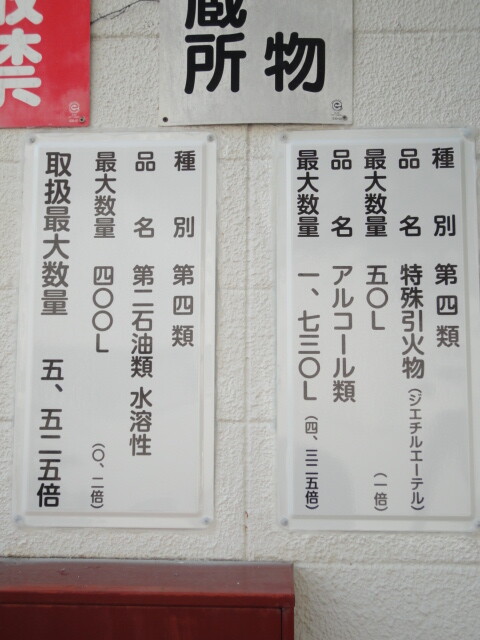 蔵物
所
禁
種別 第四類
品名 特殊引火物(ジエチルエーテル)
最大数量 五〇L (一倍)
品名 アルコール類
最大数量 一、七三〇L (四、三二五倍)
種別 第四類
品名 第二石油類 水溶性
最大数量 四〇〇L (〇、二倍)
取扱最大数量 五、五二五倍